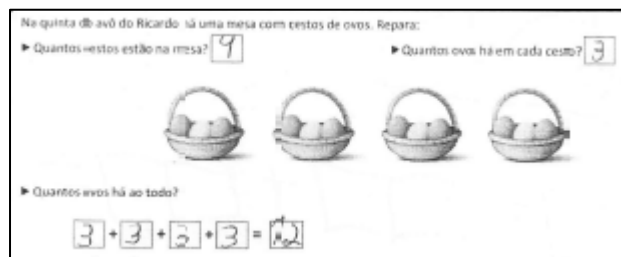 Na quinta do avô do Ricardo há uma mesa com cestos de ovos. Repara:
▶ Quantos cestos estão na mesa? 4 ▶ Quantos ovos há em cada cesto? 3
▶ Quantos ovos há ao todo?
3 + 3 + 3 + 3 = 12